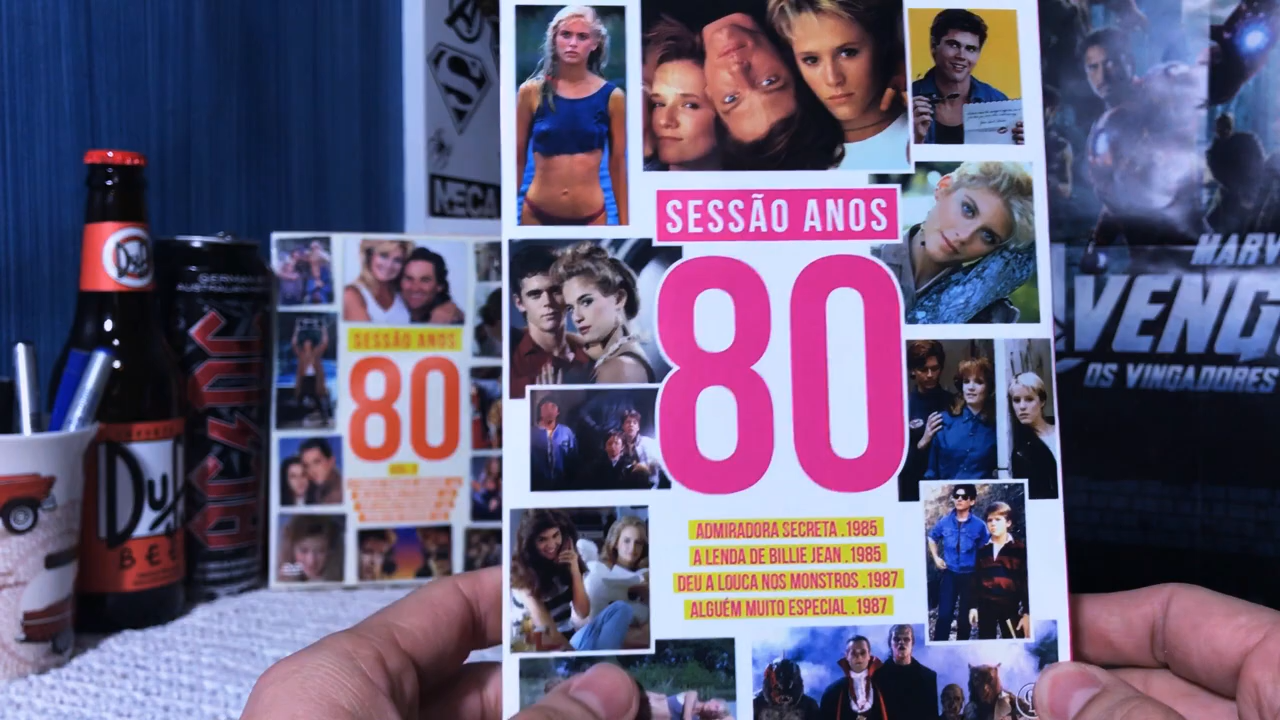 SESSÃO ANOS
80
ADMIRADORA SECRETA . 1985
A LENDA DE BILLIE JEAN . 1985
DEU A LOUCA NOS MONSTROS . 1987
ALGUÉM MUITO ESPECIAL . 1987
SESSÃO ANOS
80
Duff
NECA
AC DC
MARV
VENG
OS VINGADORES